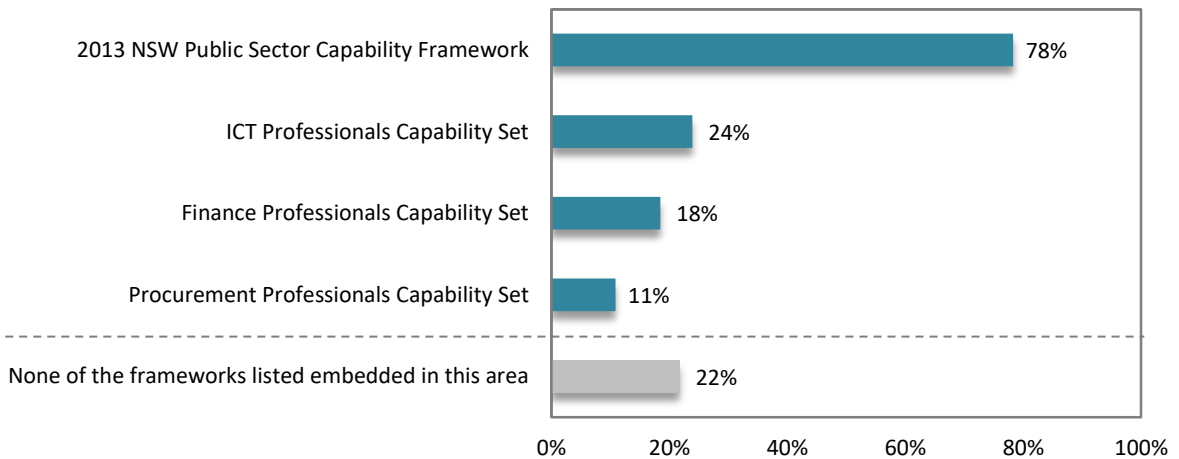 2013 NSW Public Sector Capability Framework 78%
ICT Professionals Capability Set 24%
Finance Professionals Capability Set 18%
Procurement Professionals Capability Set 11%
None of the frameworks listed embedded in this area 22%
0% 20% 40% 60% 80% 100%